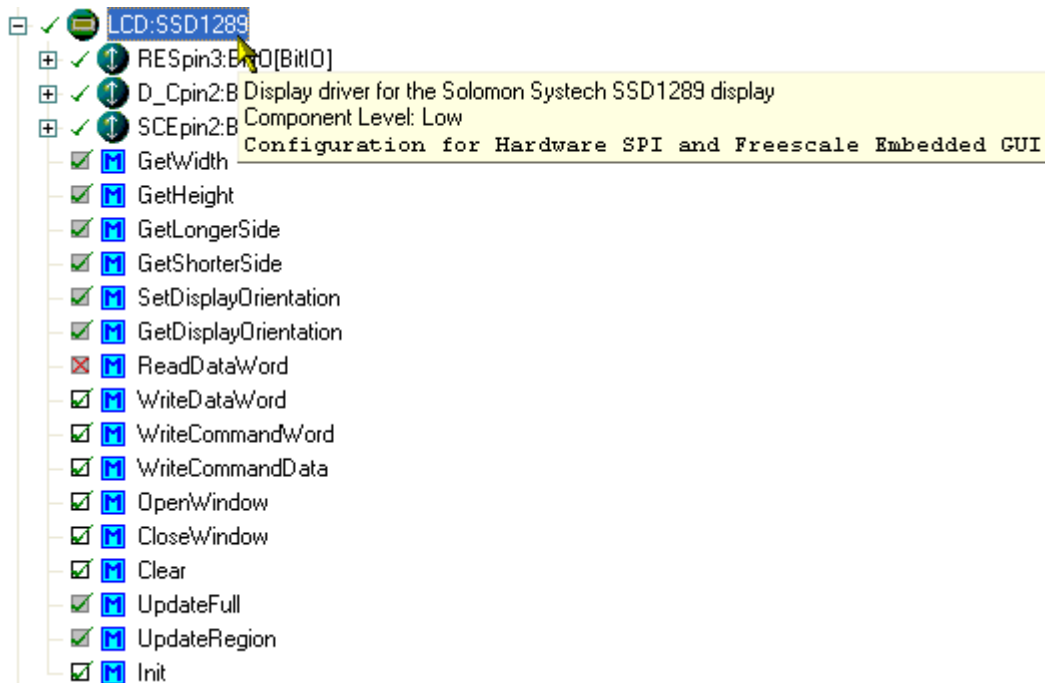 LCD:SSD1289
RESpin3:BitIO[BitIO]
D_Cpin2:B
Display driver for the Solomon Systech SSD1289 display
SCEpin2:B
Component Level: Low
Configuration for Hardware SPI and Freescale Embedded GUI
M GetWidth
M GetHeight
M GetLongerSide
M GetShorterSide
M SetDisplayOrientation
M GetDisplayOrientation
M ReadDataWord
M WriteDataWord
M WriteCommandWord
M WriteCommandData
M OpenWindow
M CloseWindow
M Clear
M UpdateFull
M UpdateRegion
M Init